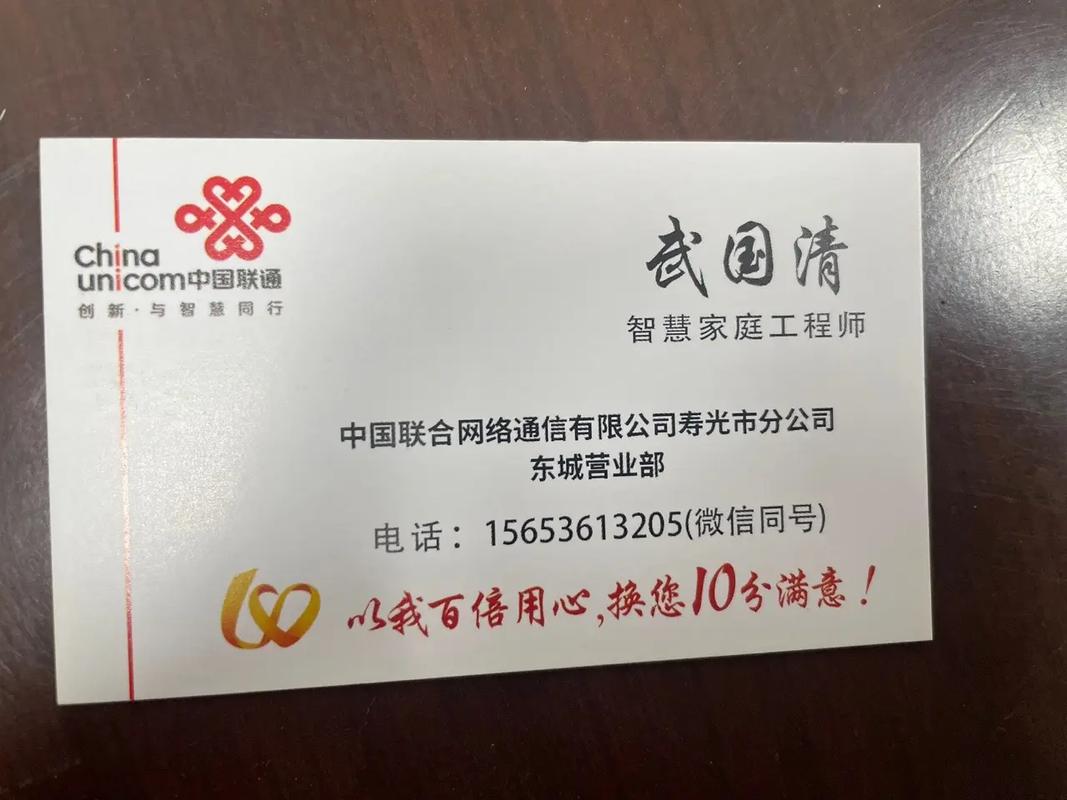 China
unicom中国联通
创新·与智慧同行
武国清
智慧家庭工程师
中国联合网络通信有限公司寿光市分公司
东城营业部
电话：15653613205(微信同号)
以我百倍用心,换您10分满意！